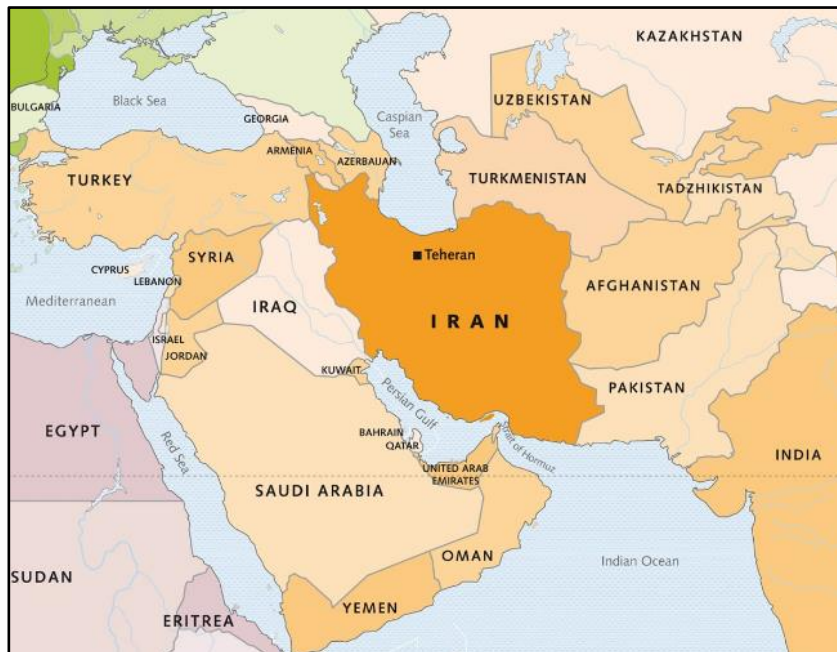 KAZAKHSTAN
UZBEKISTAN
BULGARIA
Black Sea
Caspian
Sea
GEORGIA
ARMENIA
AZERBAIJAN
TURKEY
TURKMENISTAN
TADZHIKISTAN
SYRIA
Teheran
CYPRUS
LEBANON
AFGHANISTAN
Mediterranean
IRAQ
IRAN
ISRAEL
JORDAN
KUWAIT
PAKISTAN
Persian Gulf
EGYPT
Red Sea
BAHRAIN
QATAR
Strait of Hormuz
INDIA
UNITED ARAB
EMIRATES
SAUDI ARABIA
OMAN
Indian Ocean
SUDAN
YEMEN
ERITREA